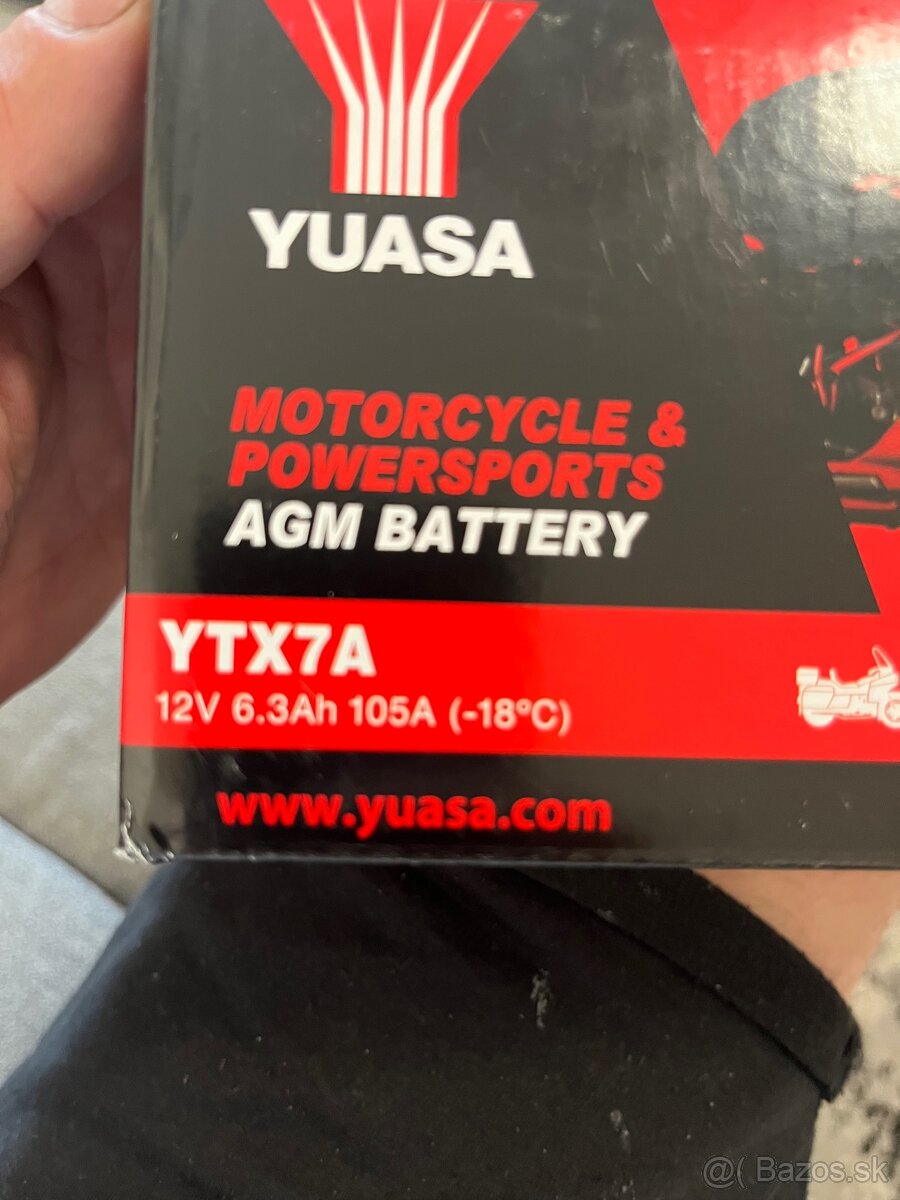 YUASA
MOTORCYCLE &
POWERSPORTS
AGM BATTERY
YTX7A
12V 6.3Ah 105A (-18°C)
www.yuasa.com
@( Bazos.sk